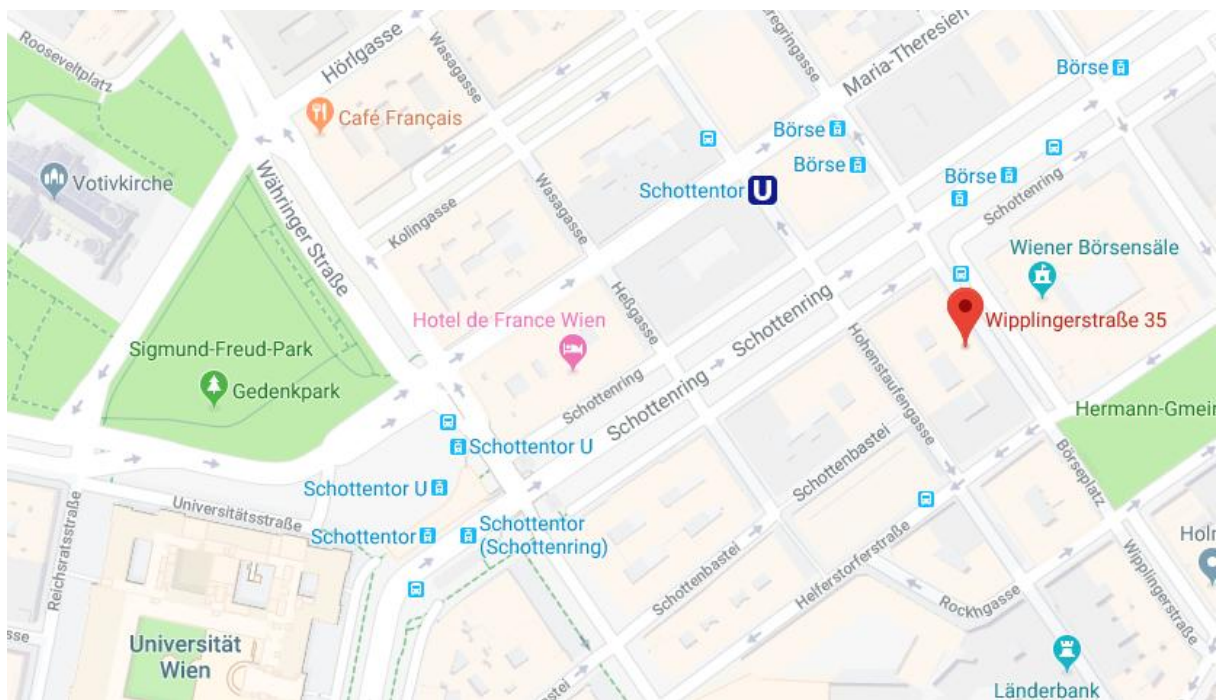 Rooseveltplatz
Hörlgasse
Wasagasse
Maria-Theresien
Börse
Café Français
Börse
Börse
Votivkirche
Währinger Straße
Kolingasse
Wasagasse
Schottentor U
Börse
Schottenring
Wiener Börsensäle
Heßgasse
Schottenring
Hotel de France Wien
Wipplingerstraße 35
Sigmund-Freud-Park
Gedenkpark
Schottenring
Schottenring
Hohenstaufengasse
Hermann-Gmein
Schottentor U
Schottenbastei
Börseplatz
Schottentor U
Universitätsstraße
Schottentor
Schottentor
(Schottenring)
Reichsratsstraße
Schottenbastei
Helferstorferstraße
Rockhgasse
Wipplingerstraße
Universität
Wien
Länderbank